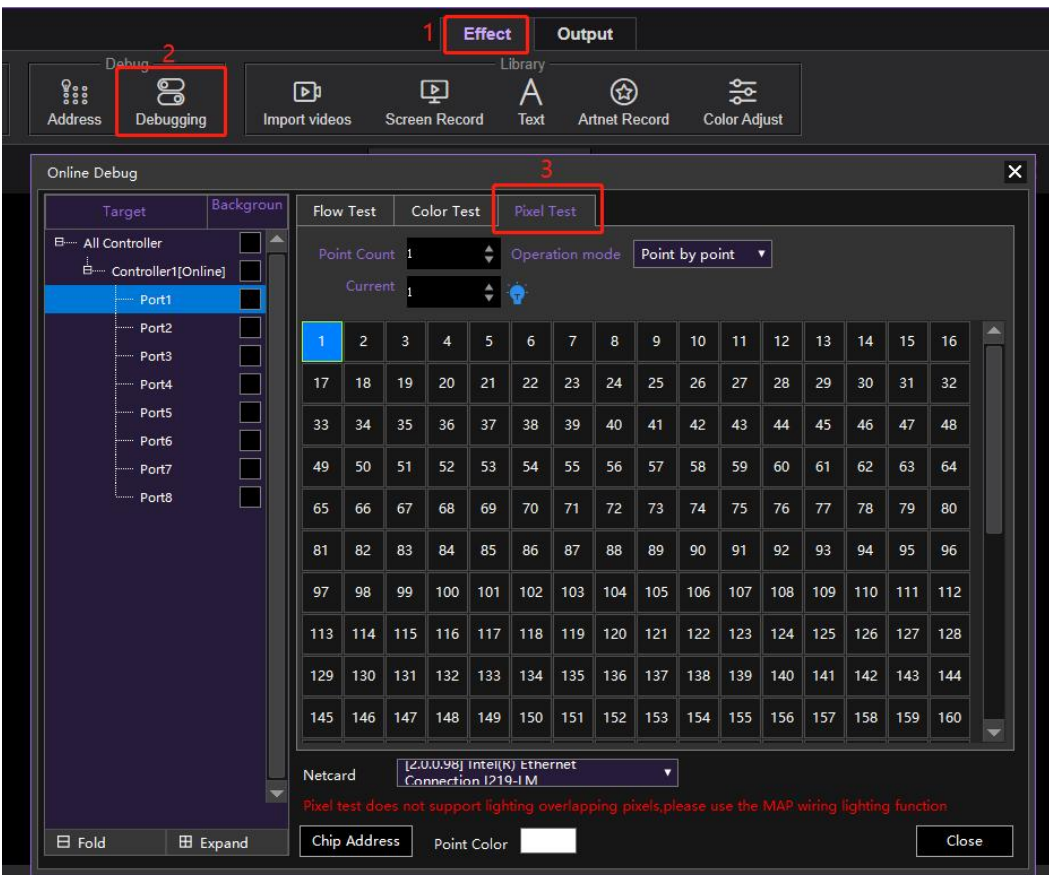 1 Effect Output
2
Debug Library
Address Debugging Import videos Screen Record Text Artnet Record Color Adjust
3
Online Debug
Target Backgroun Flow Test Color Test Pixel Test
All Controller
Controller1[Online]
Port1
Port2
Port3
Port4
Port5
Port6
Port7
Port8
Fold Expand
Point Count 1 Operation mode Point by point
Current 1
1 2 3 4 5 6 7 8 9 10 11 12 13 14 15 16
17 18 19 20 21 22 23 24 25 26 27 28 29 30 31 32
33 34 35 36 37 38 39 40 41 42 43 44 45 46 47 48
49 50 51 52 53 54 55 56 57 58 59 60 61 62 63 64
65 66 67 68 69 70 71 72 73 74 75 76 77 78 79 80
81 82 83 84 85 86 87 88 89 90 91 92 93 94 95 96
97 98 99 100 101 102 103 104 105 106 107 108 109 110 111 112
113 114 115 116 117 118 119 120 121 122 123 124 125 126 127 128
129 130 131 132 133 134 135 136 137 138 139 140 141 142 143 144
145 146 147 148 149 150 151 152 153 154 155 156 157 158 159 160
Netcard [2.0.0.98] Intel(R) Ethernet
Connection I219-LM
Pixel test does not support lighting overlapping pixels,please use the MAP wiring lighting function
Chip Address Point Color Close